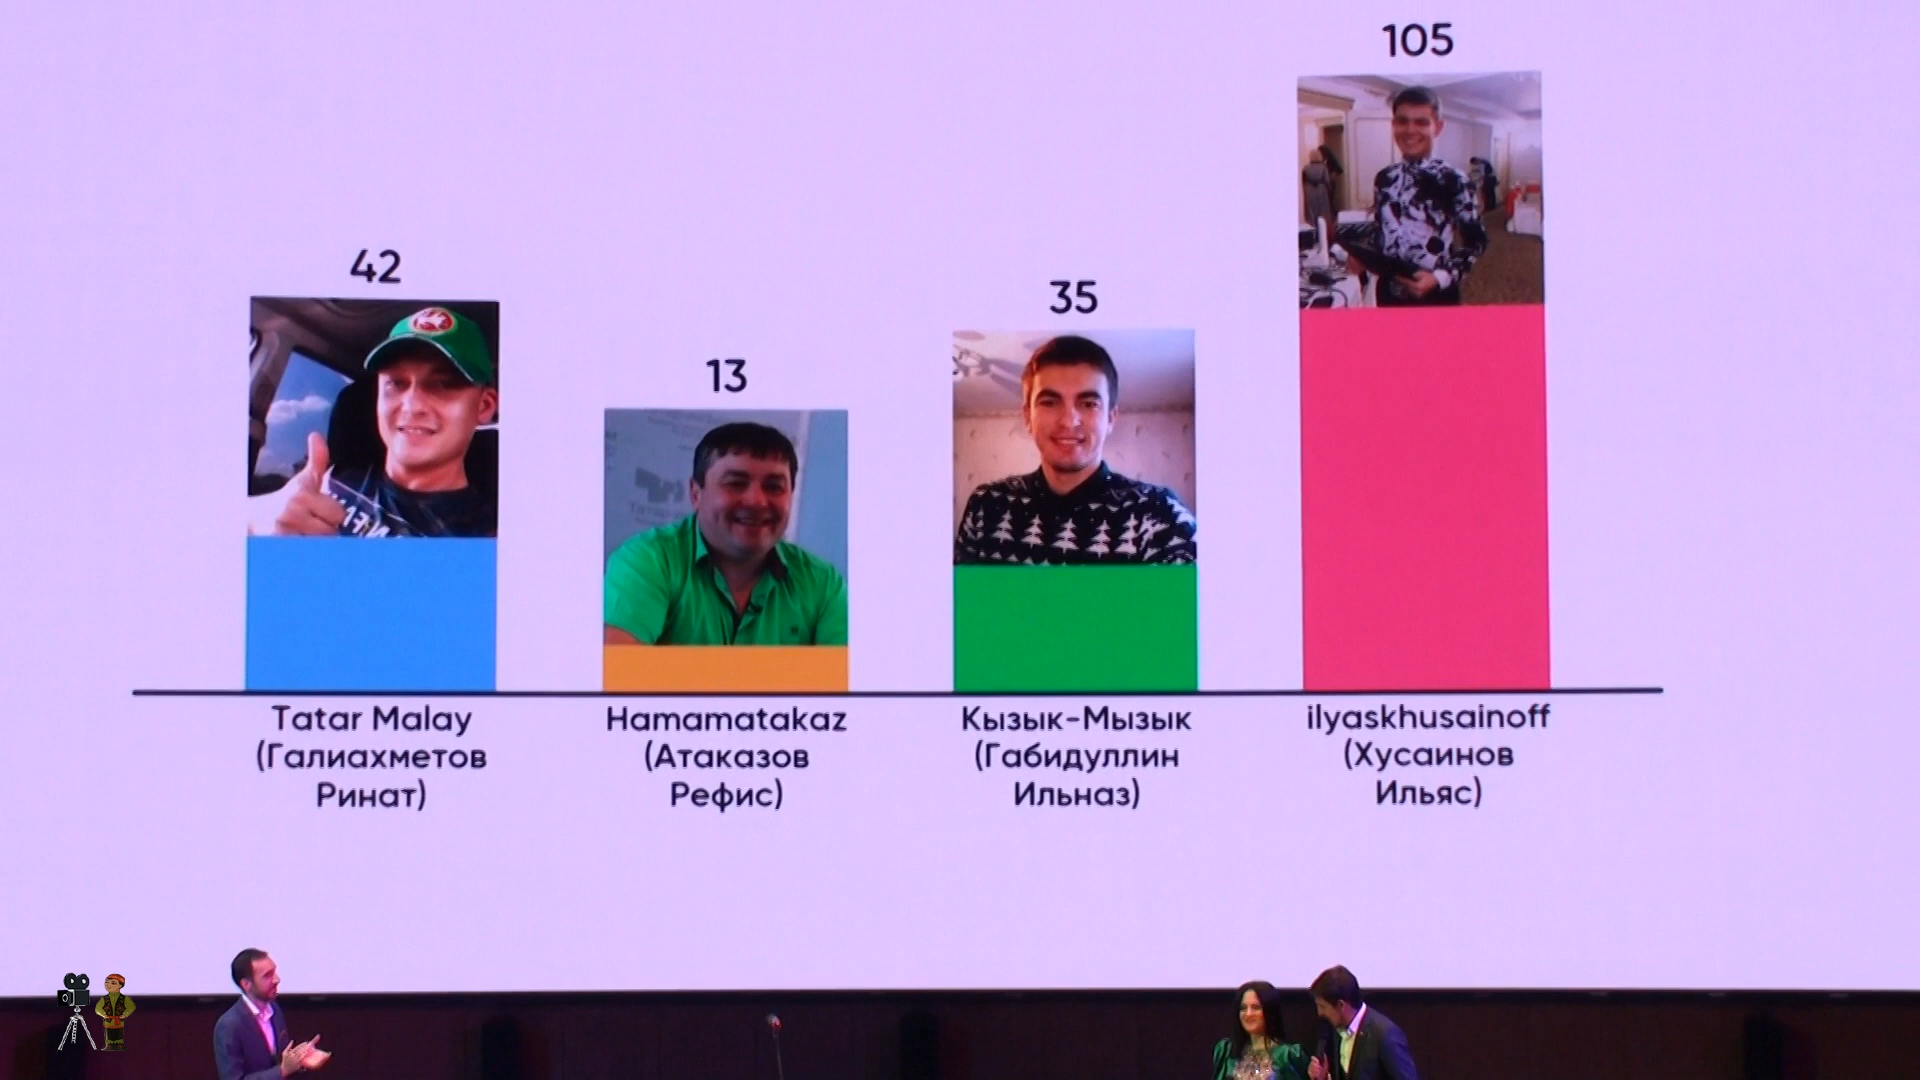 105
42
35
13
Tatar Malay
(Галиахметов
Ринат)
Hamamatakaz
(Атаказов
Рефис)
Кызык-Мызык
(Габидуллин
Ильназ)
ilyaskhusainoff
(Хусаинов
Ильяс)